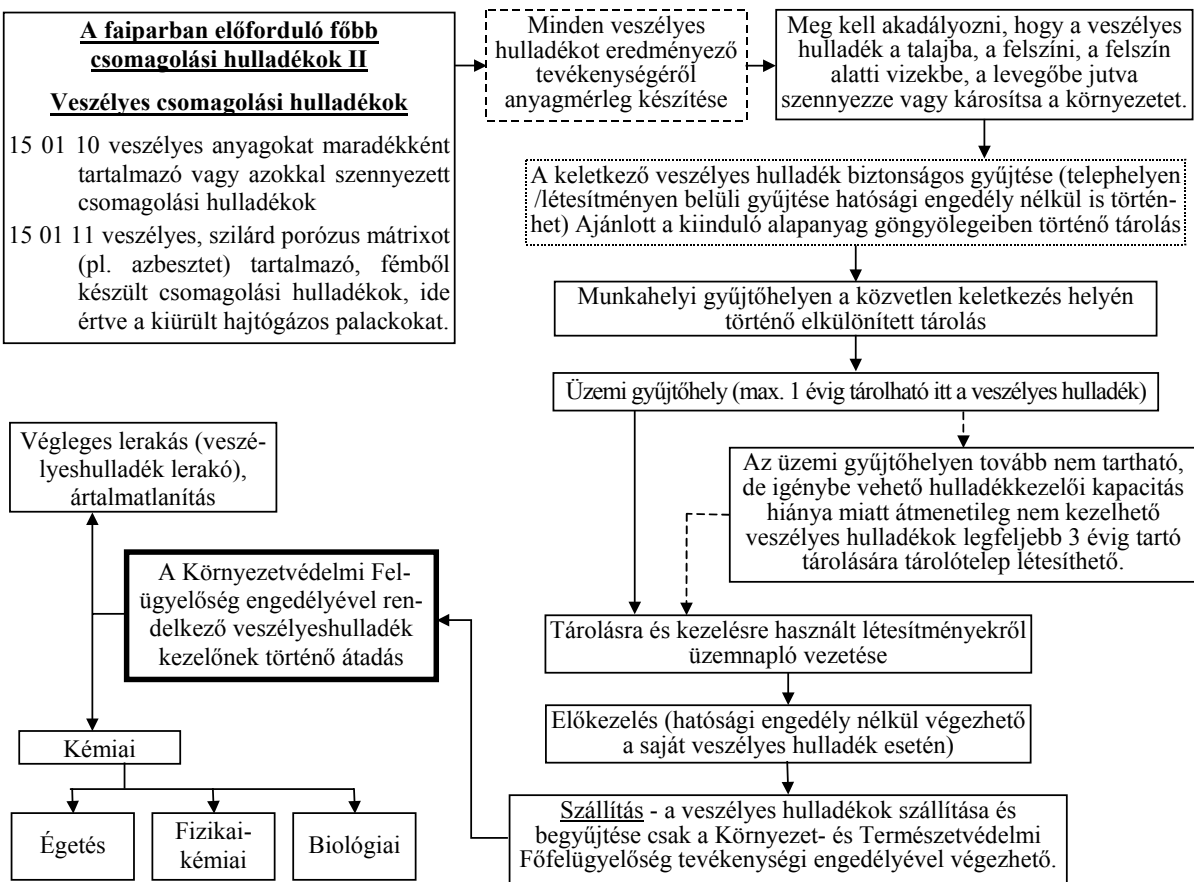 A faiparban előforduló főbb
csomagolási hulladékok II
Veszélyes csomagolási hulladékok
15 01 10 veszélyes anyagokat maradékként
tartalmazó vagy azokkal szennyezett
csomagolási hulladékok
15 01 11 veszélyes, szilárd porózus mátrixot
(pl. azbesztet) tartalmazó, fémből
készült csomagolási hulladékok, ide
értve a kiürült hajtógázos palackokat.
Minden veszélyes
hulladékot eredményező
tevékenységéről
anyagmérleg készítése
Meg kell akadályozni, hogy a veszélyes
hulladék a talajba, a felszíni, a felszín
alatti vizekbe, a levegőbe jutva
szennyezze vagy károsítsa a környezetet.
A keletkező veszélyes hulladék biztonságos gyűjtése (telephelyen
/létesítményen belüli gyűjtése hatósági engedély nélkül is történ-
het) Ajánlott a kiinduló alapanyag göngyölegeiben történő tárolás
Munkahelyi gyűjtőhelyen a közvetlen keletkezés helyén
történő elkülönített tárolás
Üzemi gyűjtőhely (max. 1 évig tárolható itt a veszélyes hulladék)
Az üzemi gyűjtőhelyen tovább nem tartható,
de igénybe vehető hulladékkezelői kapacitás
hiánya miatt átmenetileg nem kezelhető
veszélyes hulladékok legfeljebb 3 évig tartó
tárolására tárolótelep létesíthető.
Tárolásra és kezelésre használt létesítményekről
üzemnapló vezetése
Előkezelés (hatósági engedély nélkül végezhető
a saját veszélyes hulladék esetén)
Szállítás - a veszélyes hulladékok szállítása és
begyűjtése csak a Környezet- és Természetvédelmi
Főfelügyelőség tevékenységi engedélyével végezhető.
A Környezetvédelmi Fel-
ügyelőség engedélyével ren-
delkező veszélyeshulladék
kezelőnek történő átadás
Végleges lerakás (veszé-
lyeshulladék lerakó),
ártalmatlanítás
Kémiai
Égetés
Fizikai-
kémiai
Biológiai